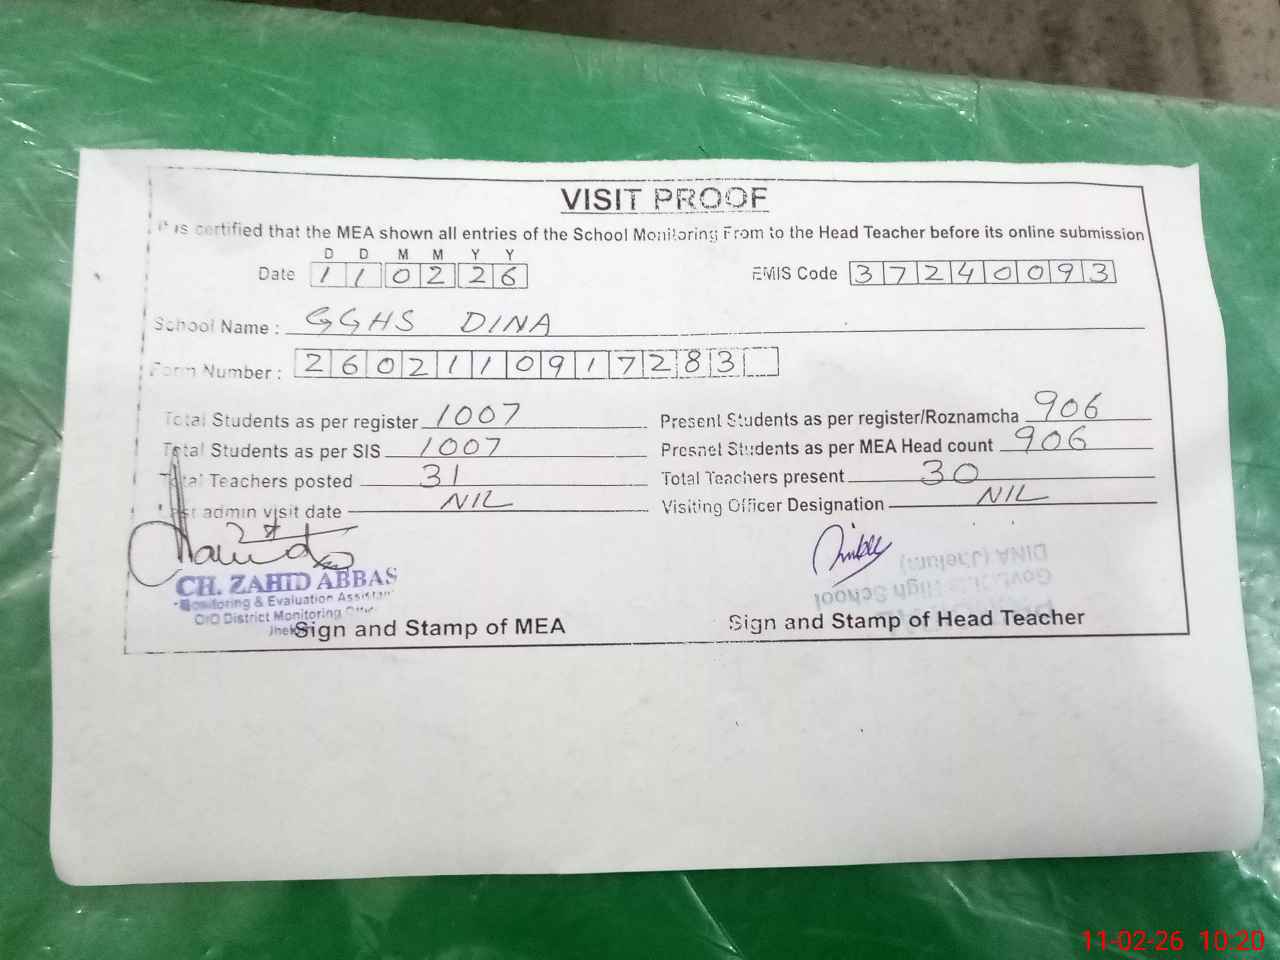 VISIT PROOF
is certified that the MEA shown all entries of the School Monitoring From to the Head Teacher before its online submission
D D M M Y Y
Date 1 1 0 2 2 6 EMIS Code 3 7 2 4 0 0 9 3
School Name : GGHS DINA
Form Number : 2 6 0 2 1 1 0 9 1 7 2 8 3
Total Students as per register 1007 Present Students as per register/Roznamcha 906
Total Students as per SIS 1007 Presnet Students as per MEA Head count 906
Total Teachers posted 31 Total Teachers present 30
Last admin visit date NIL Visiting Officer Designation NIL
CH. ZAHID ABBAS
Monitoring & Evaluation Assistant
O/O District Monitoring
Sign and Stamp of MEA
DINA (Jhelum)
High School
Sign and Stamp of Head Teacher
11-02-26 10:20